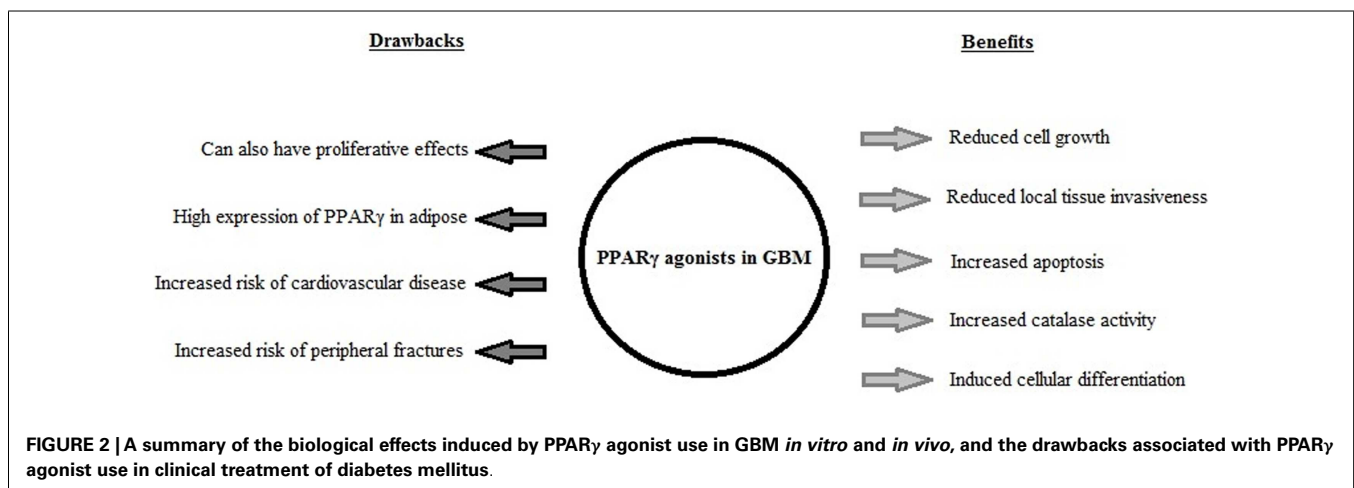 Drawbacks
Can also have proliferative effects
High expression of PPARγ in adipose
Increased risk of cardiovascular disease
Increased risk of peripheral fractures
PPARγ agonists in GBM
Benefits
Reduced cell growth
Reduced local tissue invasiveness
Increased apoptosis
Increased catalase activity
Induced cellular differentiation
FIGURE 2 | A summary of the biological effects induced by PPARγ agonist use in GBM in vitro and in vivo, and the drawbacks associated with PPARγ
agonist use in clinical treatment of diabetes mellitus.